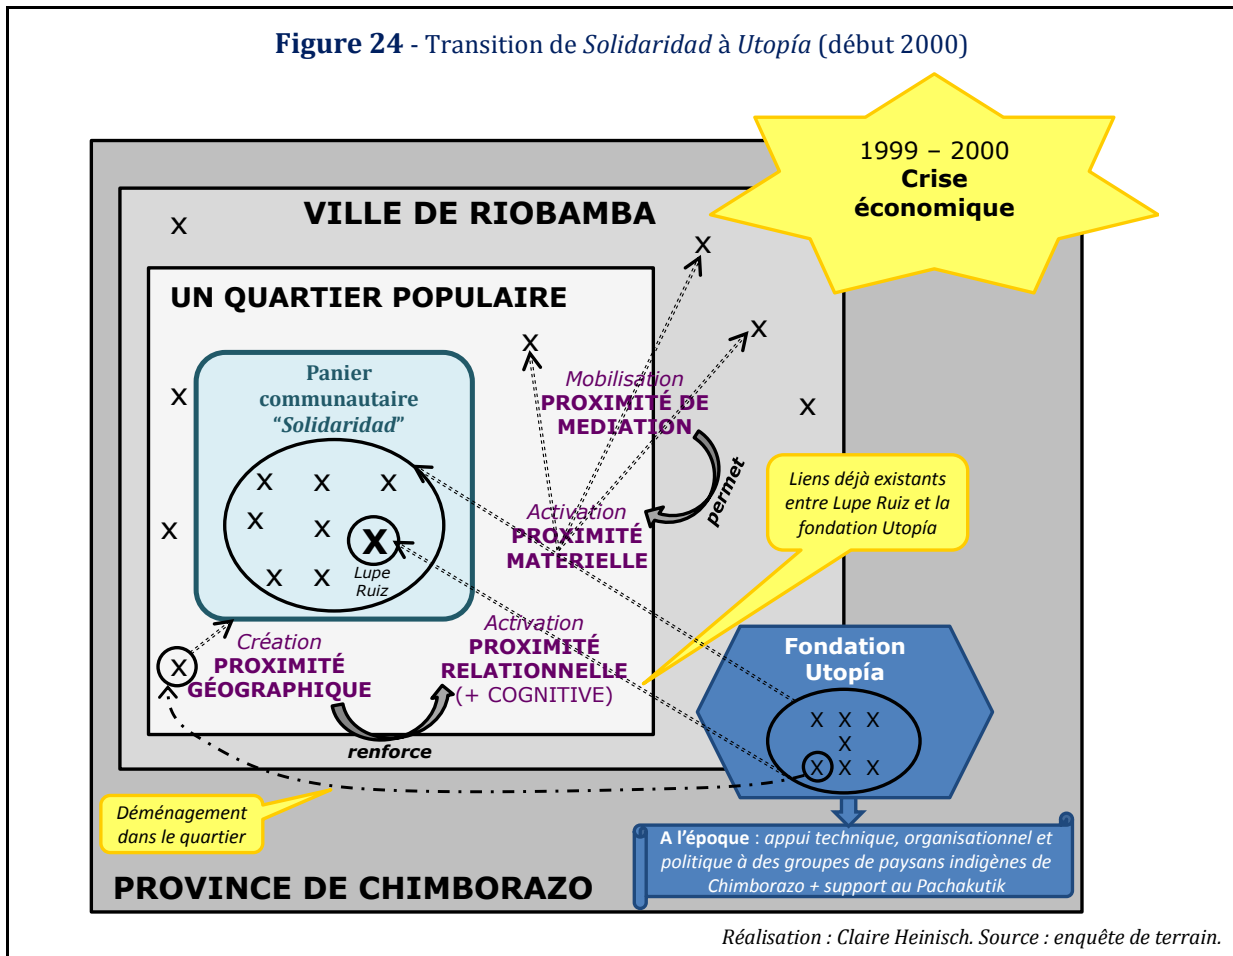 Figure 24 - Transition de Solidaridad à Utopía (début 2000)
1999 – 2000
Crise
économique
VILLE DE RIOBAMBA
X
X
UN QUARTIER POPULAIRE
X
X
Panier
communautaire
“Solidaridad”
Mobilisation
PROXIMITÉ DE
MEDIATION
X
X
permet
X X X
X X
X
X X
X
Lupe
Ruiz
Activation
PROXIMITÉ
MATERIELLE
Liens déjà existants
entre Lupe Ruiz et la
fondation Utopía
Création
PROXIMITÉ
GÉOGRAPHIQUE
X
Activation
PROXIMITÉ
RELATIONNELLE
(+ COGNITIVE)
renforce
Fondation
Utopía
X X X
X
X X X
Déménagement
dans le quartier
A l’époque : appui technique, organisationnel et
politique à des groupes de paysans indigènes de
Chimborazo + support au Pachakutik
PROVINCE DE CHIMBORAZO
Réalisation : Claire Heinisch. Source : enquête de terrain.